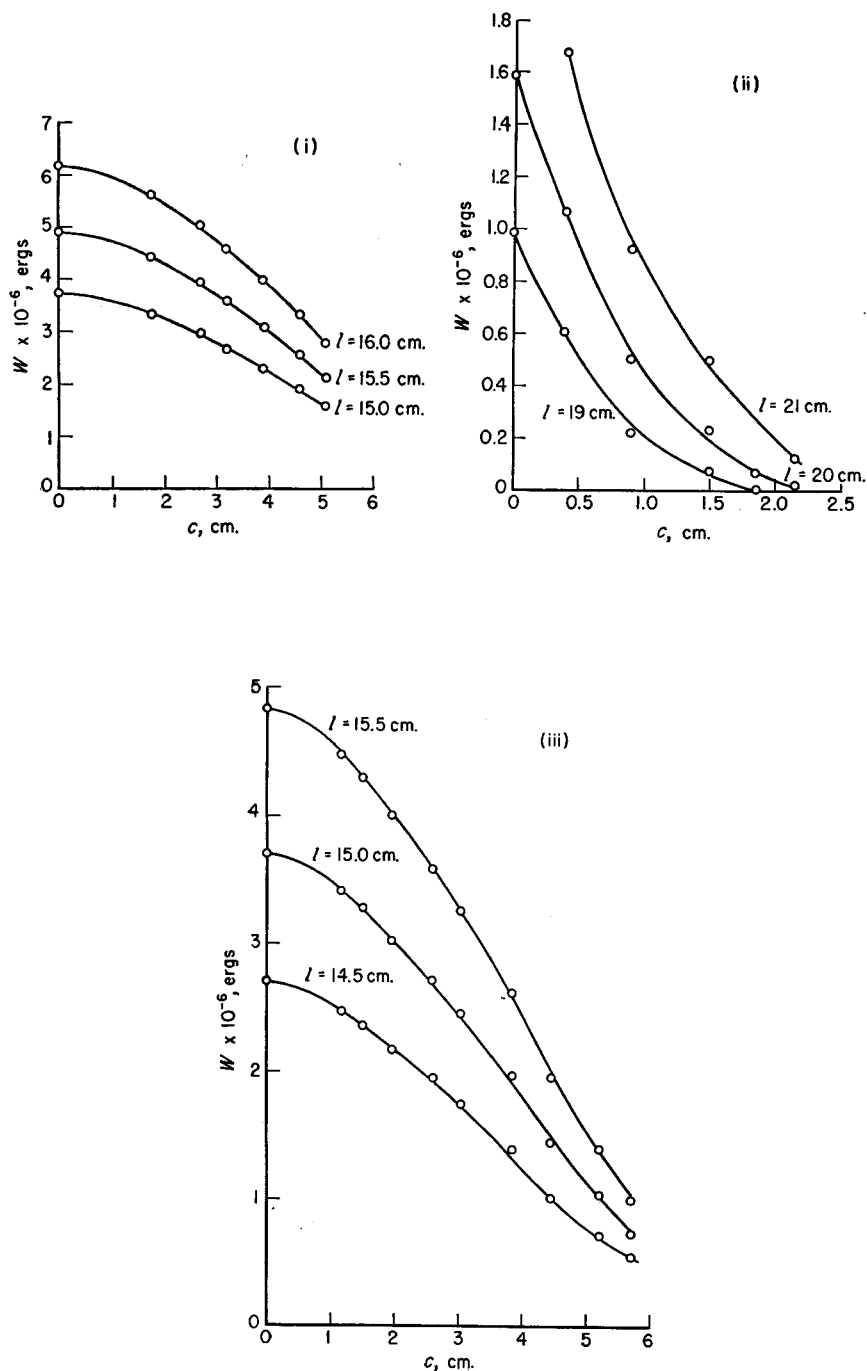 (i)
7
6
5
4
3
2
1
0
W x 10⁻⁶, ergs
l = 16.0 cm.
l = 15.5 cm.
l = 15.0 cm.
0 1 2 3 4 5 6
c, cm.
(ii)
1.8
1.6
1.4
1.2
1.0
0.8
0.6
0.4
0.2
0
W x 10⁻⁶, ergs
l = 19 cm.
l = 21 cm.
l = 20 cm.
0 0.5 1.0 1.5 2.0 2.5
c, cm.
(iii)
5
4
3
2
1
0
W x 10⁻⁶, ergs
l = 15.5 cm.
l = 15.0 cm.
l = 14.5 cm.
0 1 2 3 4 5 6
c, cm.